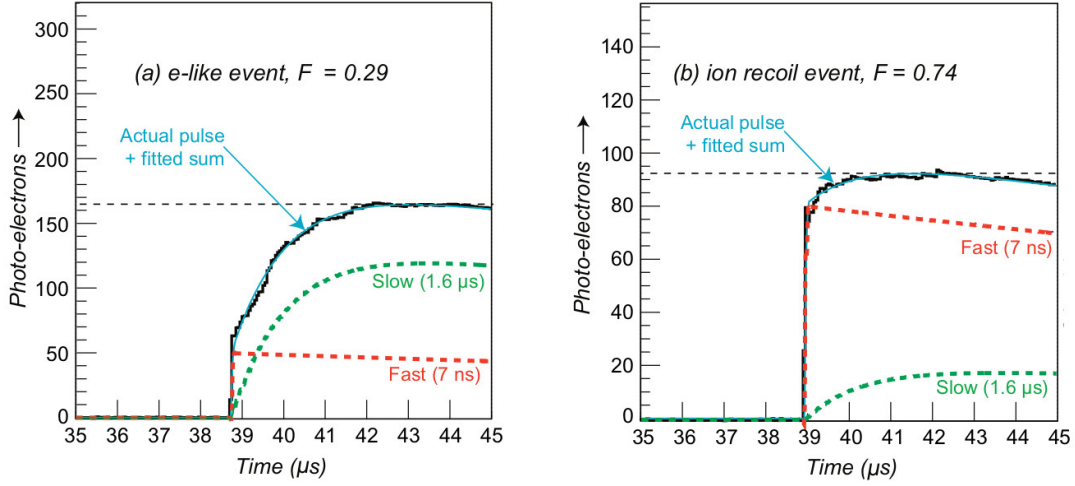 (a) e-like event, F = 0.29
Actual pulse
+ fitted sum
Slow (1.6 µs)
Fast (7 ns)
Photo-electrons
300
250
200
150
100
50
0
35 36 37 38 39 40 41 42 43 44 45
Time (µs)
(b) ion recoil event, F = 0.74
Actual pulse
+ fitted sum
Fast (7 ns)
Slow (1.6 µs)
Photo-electrons
140
120
100
80
60
40
20
0
35 36 37 38 39 40 41 42 43 44 45
Time (µs)